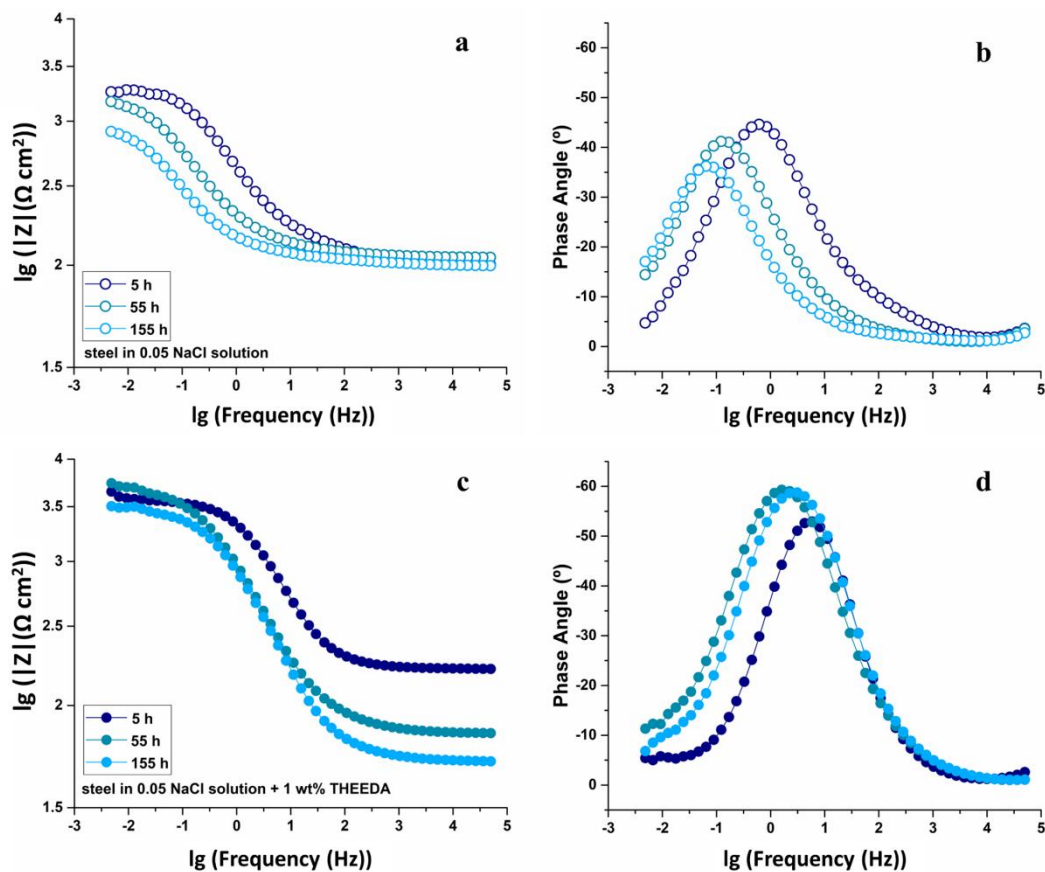 a
4
3.5
3
2.5
2
1.5
lg (|Z|(Ω cm²))
5 h
55 h
155 h
steel in 0.05 NaCl solution
-3 -2 -1 0 1 2 3 4 5
lg (Frequency (Hz))
b
-60
-50
-40
-30
-20
-10
0
Phase Angle (º)
-3 -2 -1 0 1 2 3 4 5
lg (Frequency (Hz))
c
4
3.5
3
2.5
2
1.5
lg (|Z|(Ω cm²))
5 h
55 h
155 h
steel in 0.05 NaCl solution + 1 wt% THEEDA
-3 -2 -1 0 1 2 3 4 5
lg (Frequency (Hz))
d
-60
-50
-40
-30
-20
-10
0
Phase Angle (º)
-3 -2 -1 0 1 2 3 4 5
lg (Frequency (Hz))